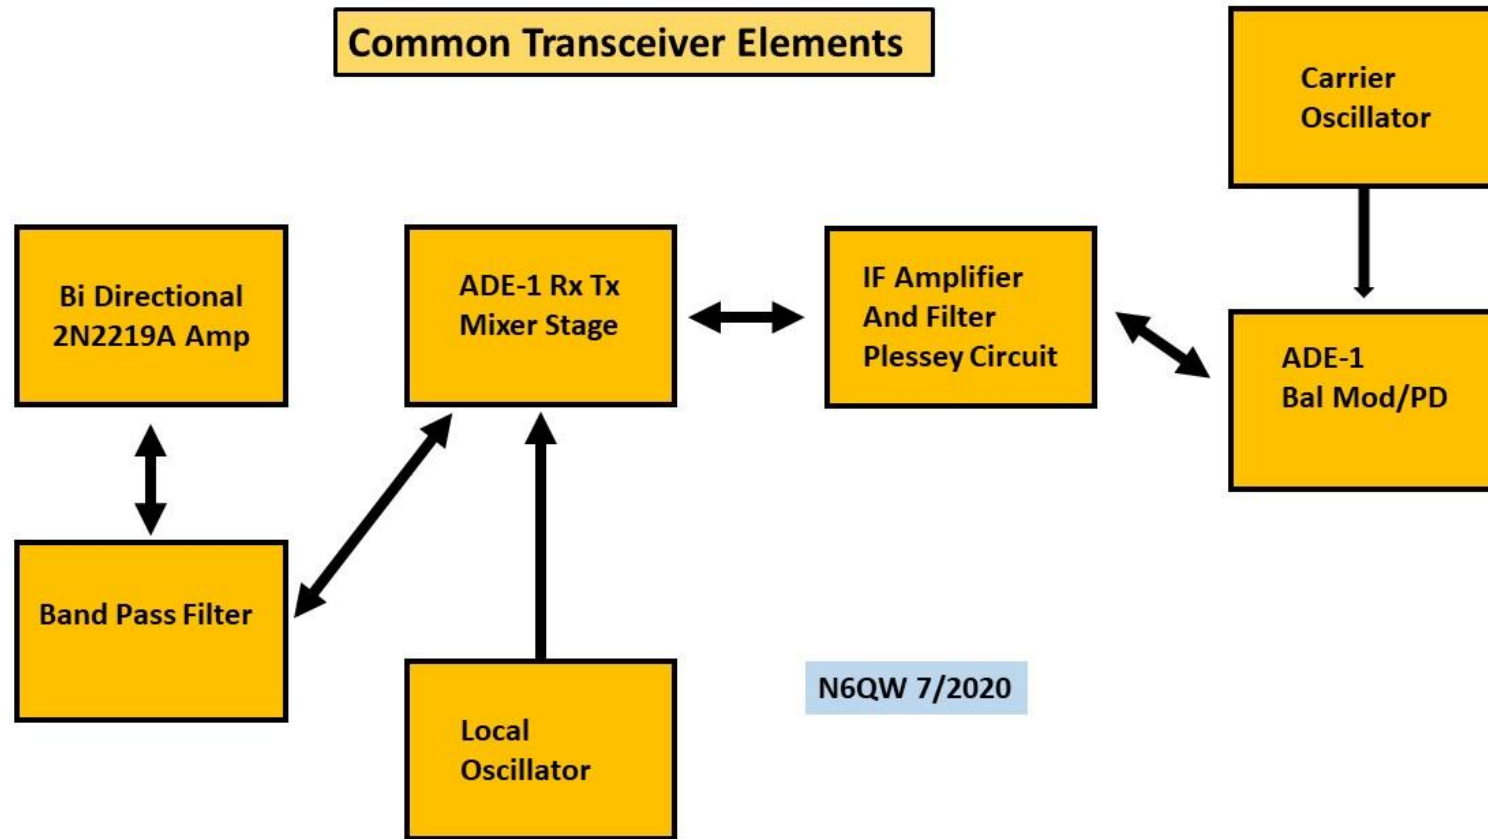 Common Transceiver Elements
Carrier
Oscillator
Bi Directional
2N2219A Amp
ADE-1 Rx Tx
Mixer Stage
IF Amplifier
And Filter
Plessey Circuit
ADE-1
Bal Mod/PD
Band Pass Filter
Local
Oscillator
N6QW 7/2020